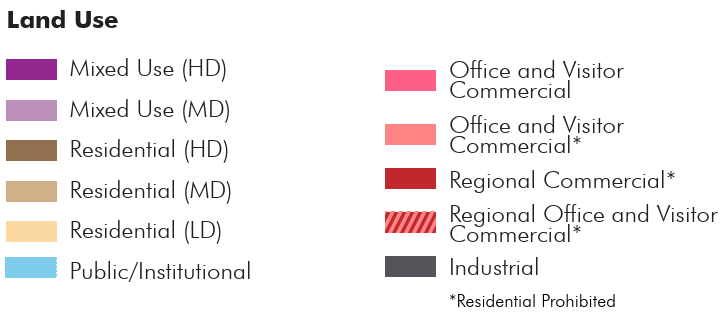 Land Use
Mixed Use (HD)
Mixed Use (MD)
Residential (HD)
Residential (MD)
Residential (LD)
Public/Institutional
Office and Visitor
Commercial
Office and Visitor
Commercial*
Regional Commercial*
Regional Office and Visitor
Commercial*
Industrial
*Residential Prohibited